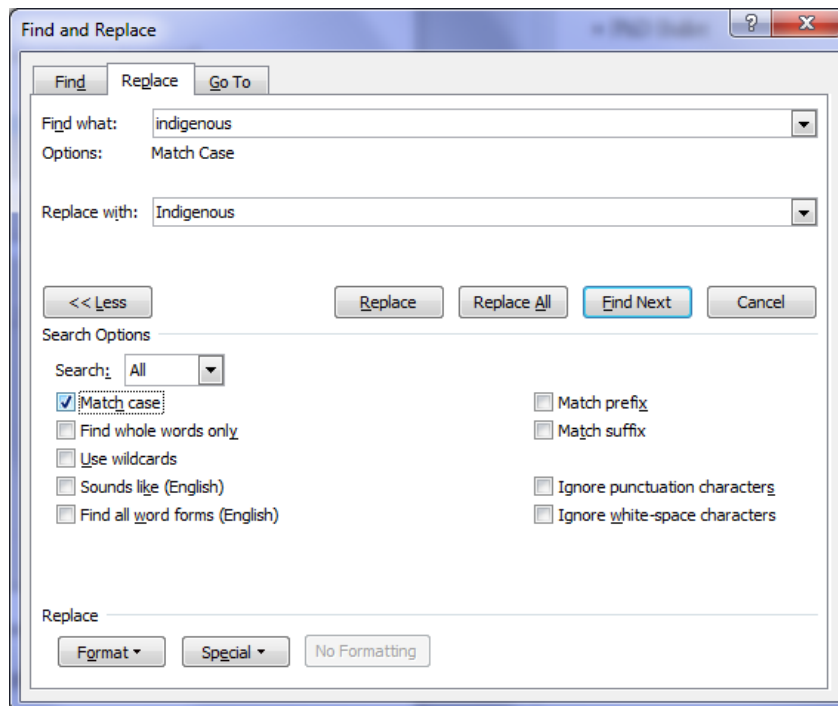 Find and Replace
Find Replace Go To
Find what: indigenous
Options: Match Case
Replace with: Indigenous
<< Less Replace Replace All Find Next Cancel
Search Options
Search: All
Match case Match prefix
Find whole words only Match suffix
Use wildcards
Sounds like (English) Ignore punctuation characters
Find all word forms (English) Ignore white-space characters
Replace
Format Special No Formatting